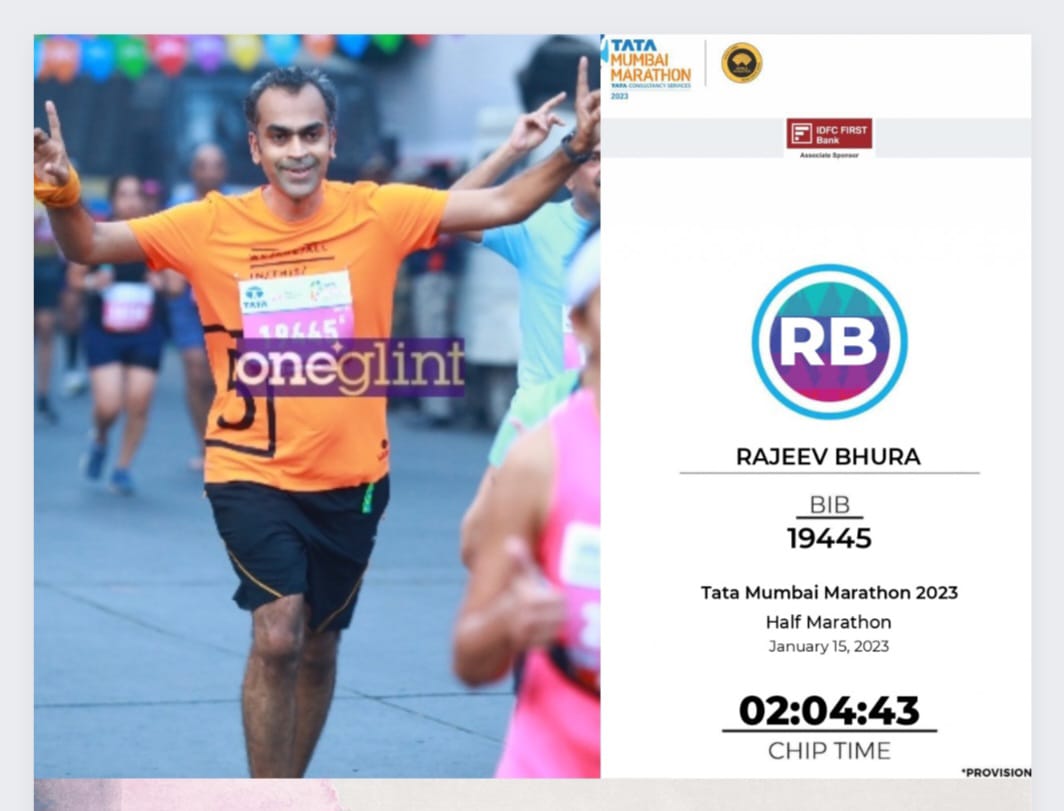 TATA
19445
oneglint
TATA
MUMBAI
MARATHON
TATA CONSULTANCY SERVICES
2023
IDFC FIRST
Bank
Associate Sponsor
RB
RAJEEV BHURA
BIB
19445
Tata Mumbai Marathon 2023
Half Marathon
January 15, 2023
02:04:43
CHIP TIME
*PROVISION